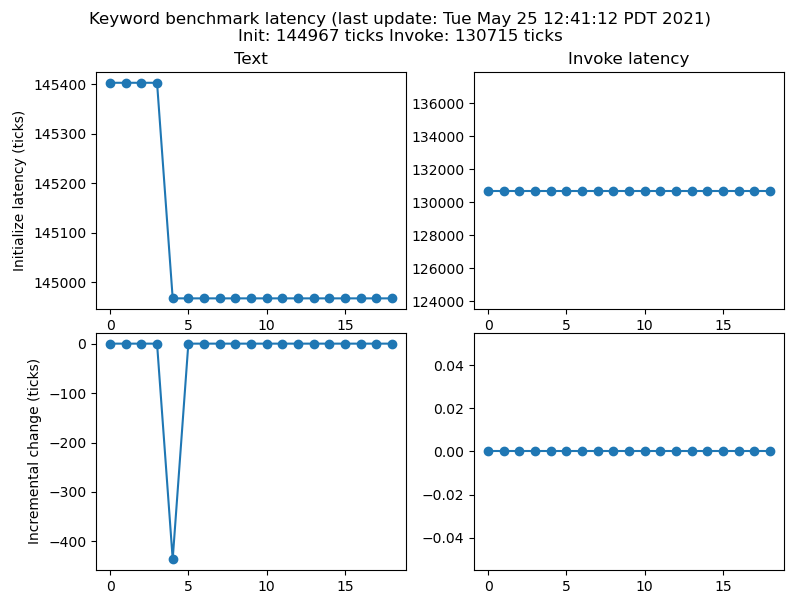 Keyword benchmark latency (last update: Tue May 25 12:41:12 PDT 2021)
Init: 144967 ticks Invoke: 130715 ticks
Text
Invoke latency
Initialize latency (ticks)
145400
145300
145200
145100
145000
0 5 10 15
136000
134000
132000
130000
128000
126000
124000
0 5 10 15
Incremental change (ticks)
0
−100
−200
−300
−400
0 5 10 15
0.04
0.02
0.00
−0.02
−0.04
0 5 10 15